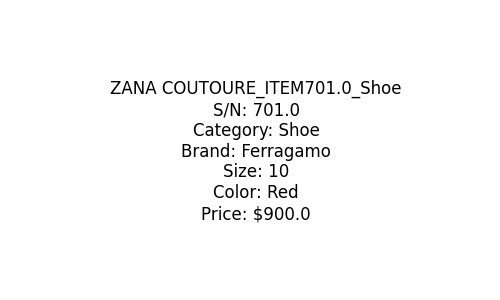 ZANA COUTOURE_ITEM701.0_Shoe
S/N: 701.0
Category: Shoe
Brand: Ferragamo
Size: 10
Color: Red
Price: $900.0